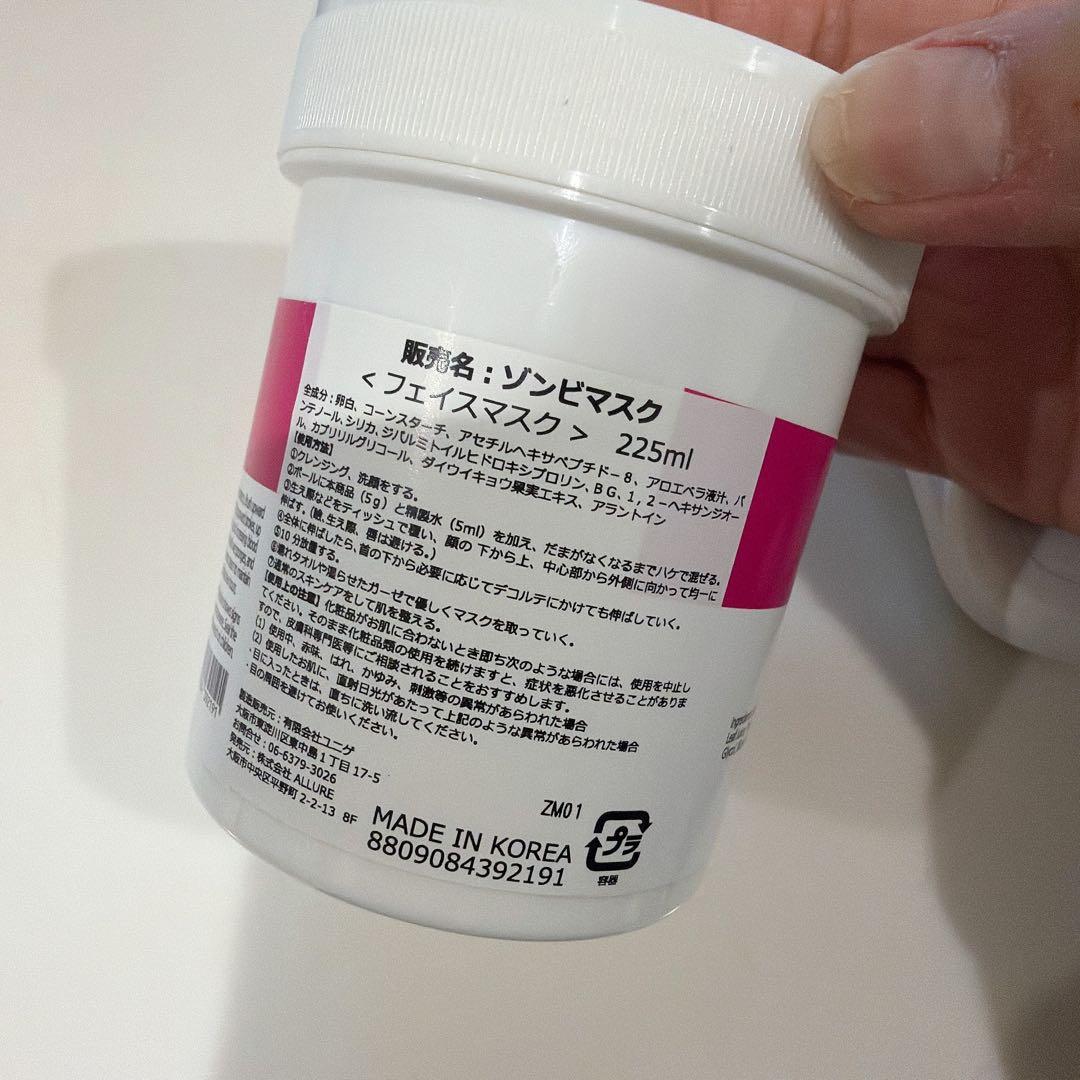 販売名：ゾンビマスク
< フェイスマスク >　225ml
全成分：卵白、コーンスターチ、アセチルヘキサペプチド-8、アロエベラ液汁、パ
ンテノール、シリカ、ジパルミトイルヒドロキシプロリン、BG、1,2-ヘキサンジオー
ル、カプリリルグリコール、ダイウイキョウ果実エキス、アラントイン
【使用方法】
①クレンジング、洗顔をする。
②ボールに本商品（5g）と精製水（5ml）を加え、だまがなくなるまでハケで混ぜる。
③生え際などをティッシュで覆い、顔の下から上、中心部から外側に向かって均一に
伸ばす。(瞼、生え際、唇は避ける。)
④全体に伸ばしたら、首の下から必要に応じてデコルテにかけても伸ばしていく。
⑤10分放置する。
⑥濡れタオルや湿らせたガーゼで優しくマスクを取っていく。
⑦通常のスキンケアをして肌を整える。
【使用上の注意】化粧品がお肌に合わないとき即ち次のような場合には、使用を中止し
てください。そのまま化粧品類の使用を続けますと、症状を悪化させることがありま
すので、皮膚科専門医等にご相談されることをおすすめします。
(1) 使用中、赤味、はれ、かゆみ、刺激等の異常があらわれた場合
(2) 使用したお肌に、直射日光があたって上記のような異常があらわれた場合
・目に入ったときは、直ちに洗い流してください。
・目の周囲を避けてお使いください。
製造販売元：有限会社ユニゲ
大阪市東淀川区東中島1丁目17-5
お問合せ：06-6379-3026
発売元：株式会社 ALLURE
大阪市中央区平野町2-2-13 8F
ZM01
MADE IN KOREA
8809084392191
プラ
容器